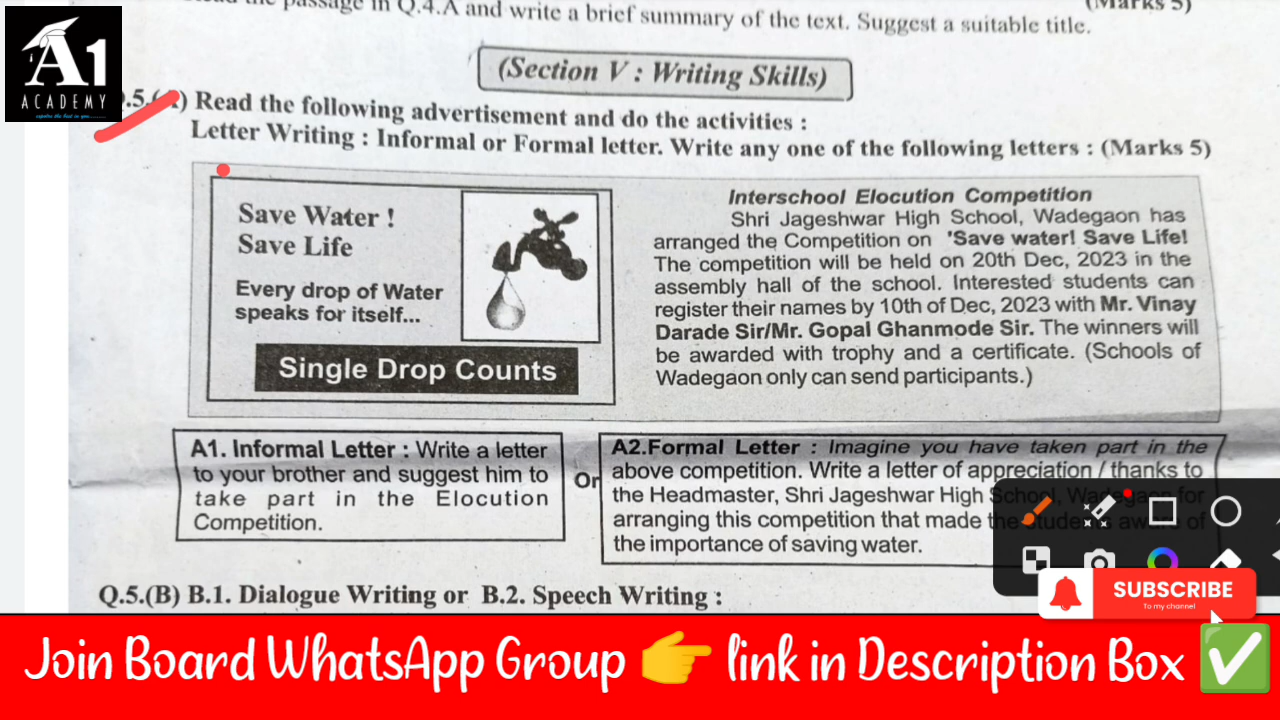 the passage in Q.4.A and write a brief summary of the text. Suggest a suitable title.
(Marks 5)
A1
ACADEMY
(Section V : Writing Skills)
Read the following advertisement and do the activities :
Letter Writing : Informal or Formal letter. Write any one of the following letters : (Marks 5)
Save Water !
Save Life
Every drop of Water
speaks for itself...
Single Drop Counts
Interschool Elocution Competition
Shri Jageshwar High School, Wadegaon has
arranged the Competition on 'Save water! Save Life!
The competition will be held on 20th Dec, 2023 in the
assembly hall of the school. Interested students can
register their names by 10th of Dec, 2023 with Mr. Vinay
Darade Sir/Mr. Gopal Ghanmode Sir. The winners will
be awarded with trophy and a certificate. (Schools of
Wadegaon only can send participants.)
A1. Informal Letter : Write a letter
to your brother and suggest him to
take part in the Elocution
Competition.
Or
A2.Formal Letter : Imagine you have taken part in the
above competition. Write a letter of appreciation / thanks to
the Headmaster, Shri Jageshwar High School, Wadegaon for
arranging this competition that made the students aware of
the importance of saving water.
Q.5.(B) B.1. Dialogue Writing or B.2. Speech Writing :
SUBSCRIBE
To my channel
Join Board WhatsApp Group 👉 link in Description Box ✅